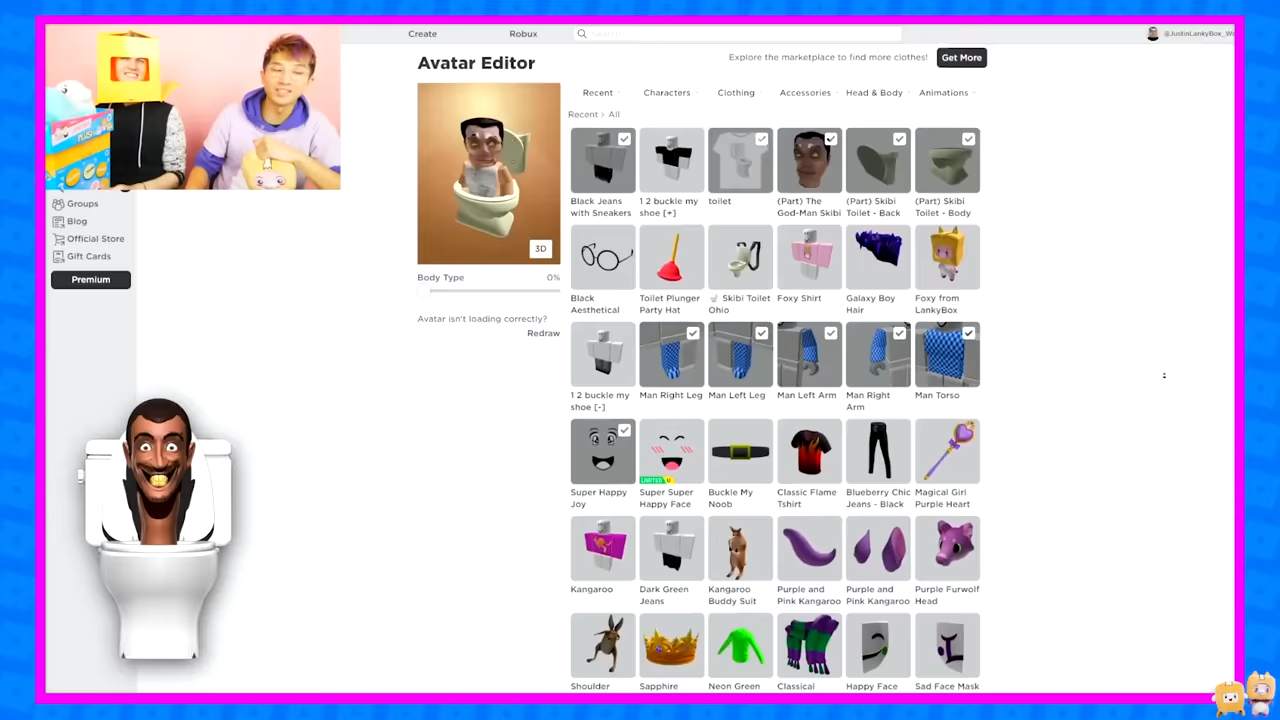 Create
Robux
@JustinLankyBox_
Avatar Editor
Explore the marketplace to find more clothes!
Get More
Recent
Characters
Clothing
Accessories
Head & Body
Animations
Recent > All
Groups
Blog
Official Store
Gift Cards
Premium
3D
Body Type
0%
Avatar isn't loading correctly?
Redraw
Black Jeans
with Sneakers
1 2 buckle my
shoe [+]
toilet
(Part) The
God-Man Skibi
(Part) Skibi
Toilet - Back
(Part) Skibi
Toilet - Body
Black
Aesthetical
Toilet Plunger
Party Hat
Skibi Toilet
Ohio
Foxy Shirt
Galaxy Boy
Hair
Foxy from
LankyBox
1 2 buckle my
shoe [-]
Man Right Leg
Man Left Leg
Man Left Arm
Man Right
Arm
Man Torso
Super Happy
Joy
LIMITED U
Super Super
Happy Face
Buckle My
Noob
Classic Flame
Tshirt
Blueberry Chic
Jeans - Black
Magical Girl
Purple Heart
Kangaroo
Dark Green
Jeans
Kangaroo
Buddy Suit
Purple and
Pink Kangaroo
Purple and
Pink Kangaroo
Purple Furwolf
Head
Shoulder
Sapphire
Neon Green
Classical
Happy Face
Sad Face Mask